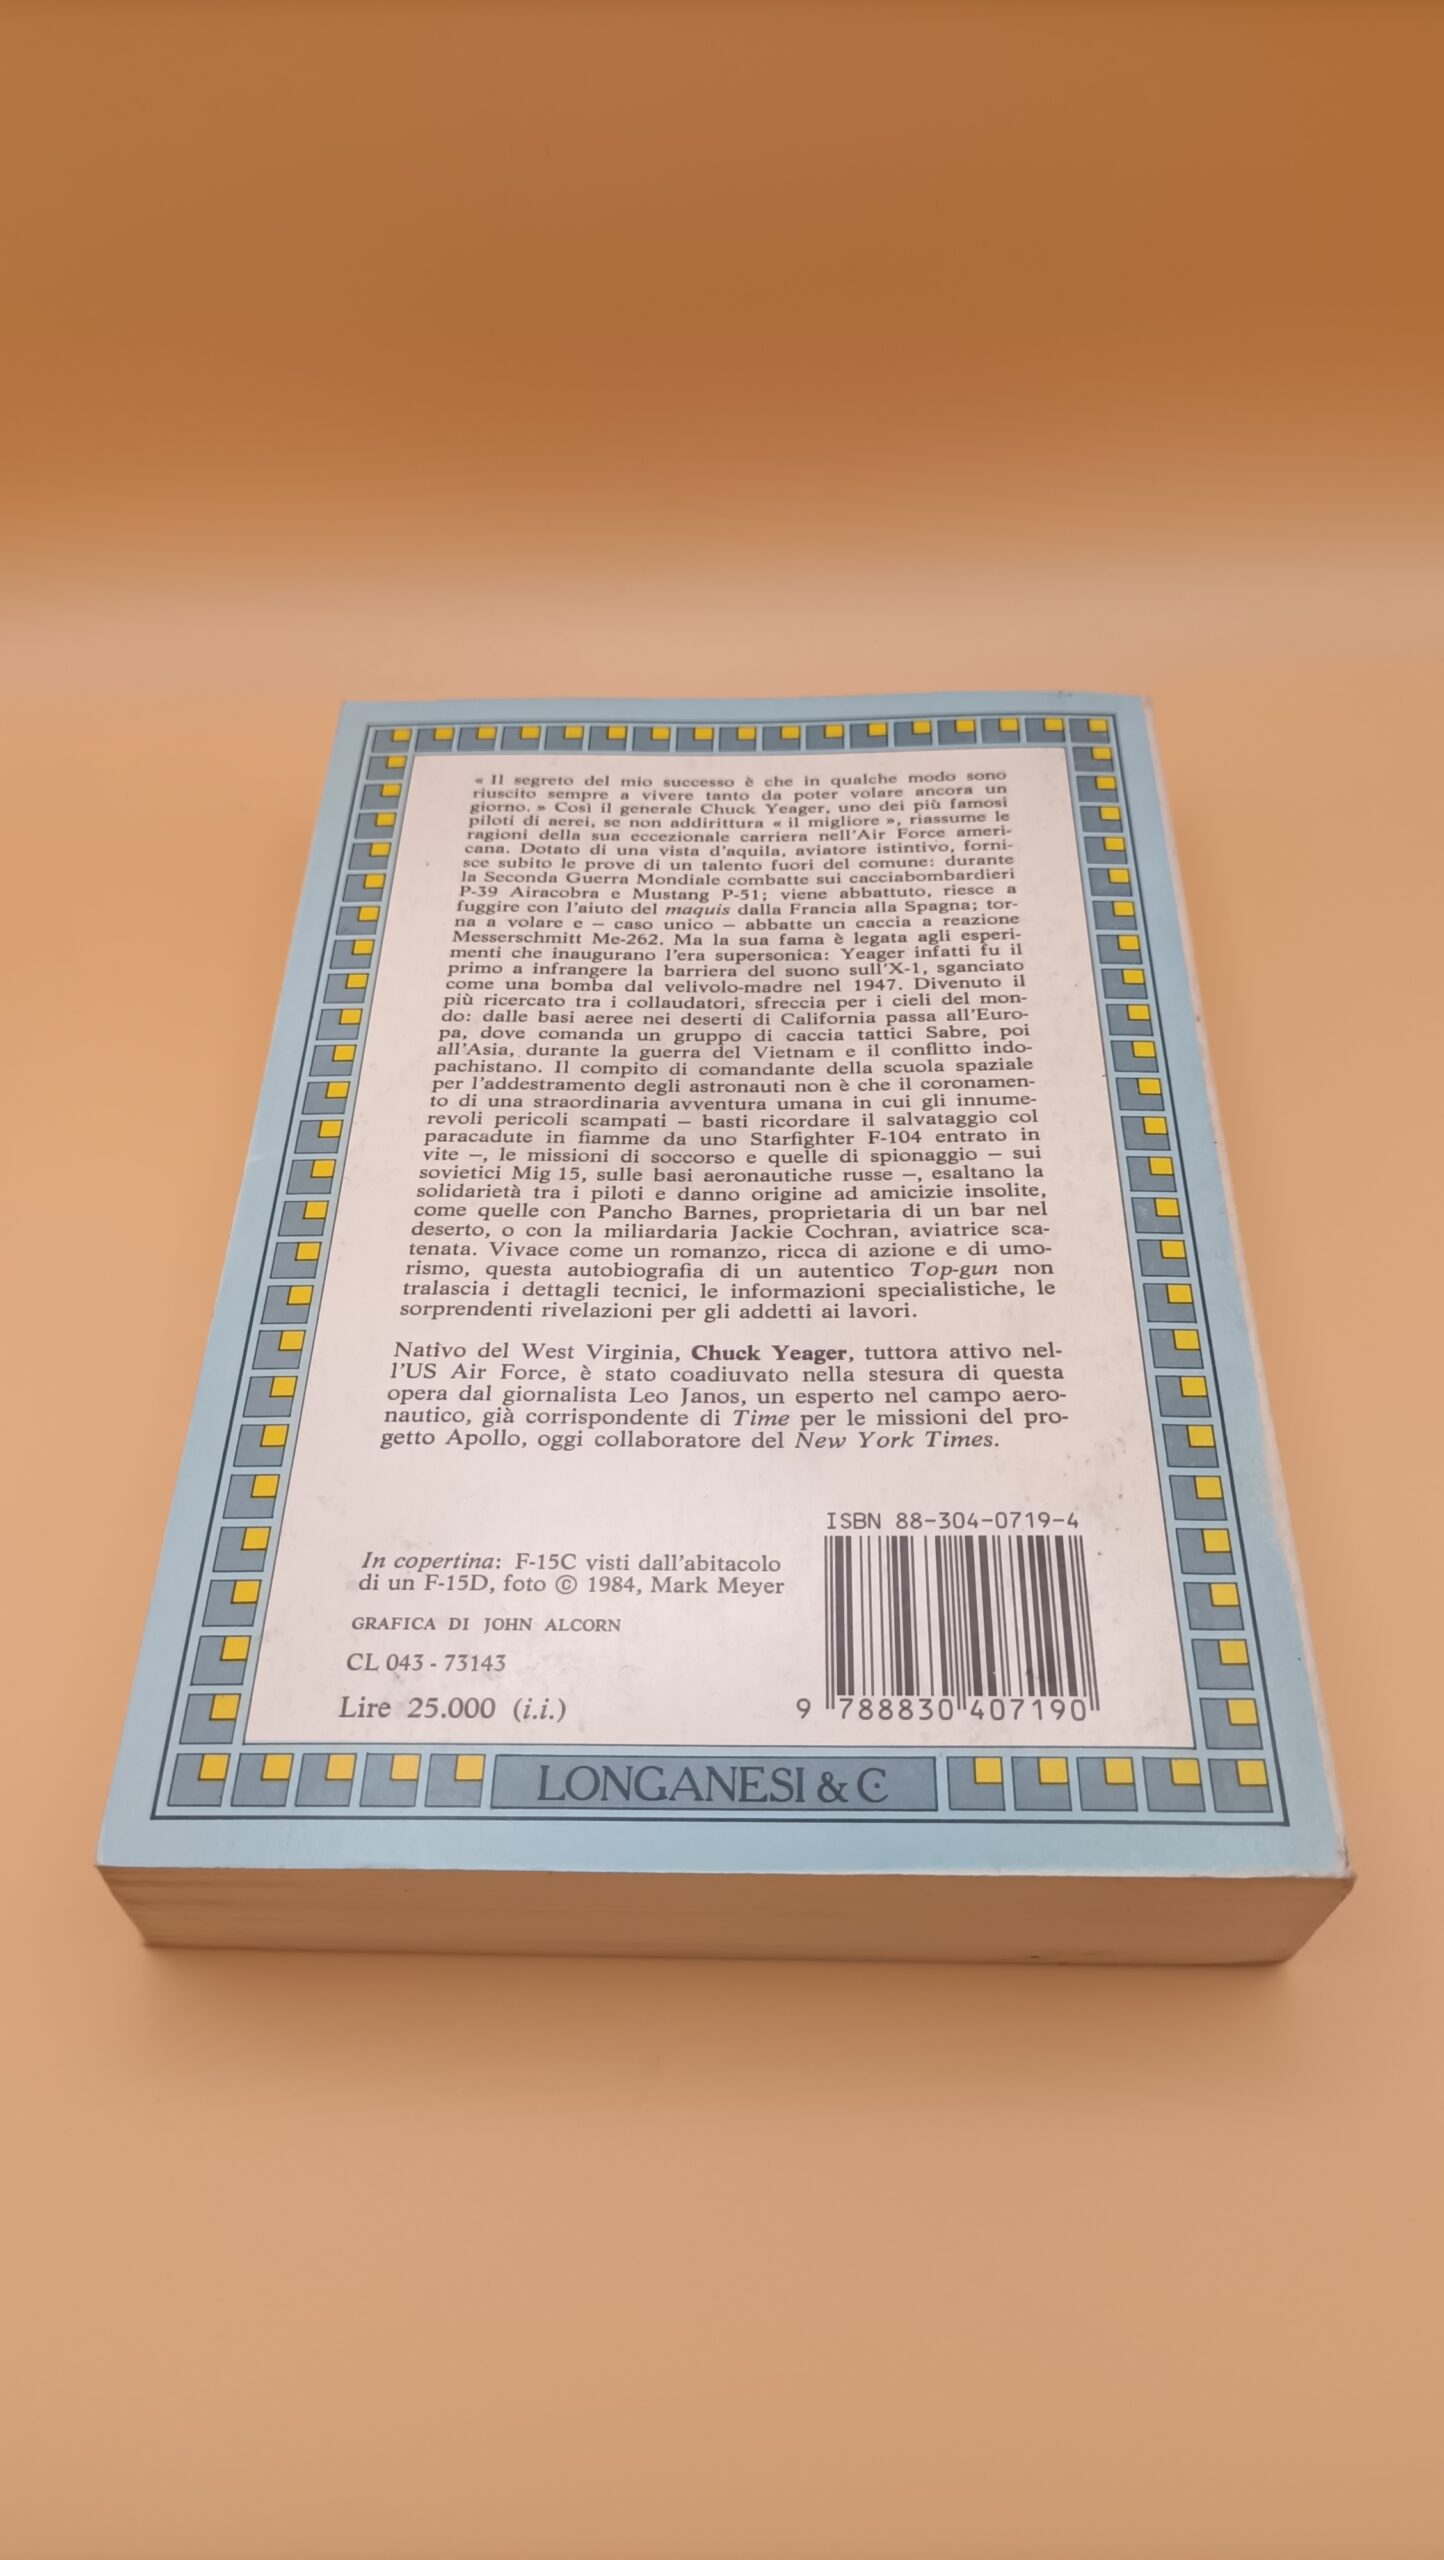 « Il segreto del mio successo è che in qualche modo sono
riuscito sempre a vivere tanto da poter volare ancora un
giorno. » Così il generale Chuck Yeager, uno dei più famosi
piloti di aerei, se non addirittura « il migliore », riassume le
ragioni della sua eccezionale carriera nell'Air Force ameri-
cana. Dotato di una vista d'aquila, aviatore istintivo, forni-
sce subito le prove di un talento fuori del comune: durante
la Seconda Guerra Mondiale combatte sui cacciabombardieri
P-39 Airacobra e Mustang P-51; viene abbattuto, riesce a
fuggire con l'aiuto del maquis dalla Francia alla Spagna; tor-
na a volare e – caso unico – abbatte un caccia a reazione
Messerschmitt Me-262. Ma la sua fama è legata agli esperi-
menti che inaugurano l'era supersonica: Yeager infatti fu il
primo a infrangere la barriera del suono sull'X-1, sganciato
come una bomba dal velivolo-madre nel 1947. Divenuto il
più ricercato tra i collaudatori, sfreccia per i cieli del mon-
do: dalle basi aeree nei deserti di California passa all'Euro-
pa, dove comanda un gruppo di caccia tattici Sabre, poi
all'Asia, durante la guerra del Vietnam e il conflitto indo-
pachistano. Il compito di comandante della scuola spaziale
per l'addestramento degli astronauti non è che il coronamen-
to di una straordinaria avventura umana in cui gli innume-
revoli pericoli scampati – basti ricordare il salvataggio col
paracadute in fiamme da uno Starfighter F-104 entrato in
vite –, le missioni di soccorso e quelle di spionaggio – sui
sovietici Mig 15, sulle basi aeronautiche russe –, esaltano la
solidarietà tra i piloti e danno origine ad amicizie insolite,
come quelle con Pancho Barnes, proprietaria di un bar nel
deserto, o con la miliardaria Jackie Cochran, aviatrice sca-
tenata. Vivace come un romanzo, ricca di azione e di umo-
rismo, questa autobiografia di un autentico Top-gun non
tralascia i dettagli tecnici, le informazioni specialistiche, le
sorprendenti rivelazioni per gli addetti ai lavori.
Nativo del West Virginia, Chuck Yeager, tuttora attivo nel-
l'US Air Force, è stato coadiuvato nella stesura di questa
opera dal giornalista Leo Janos, un esperto nel campo aero-
nautico, già corrispondente di Time per le missioni del pro-
getto Apollo, oggi collaboratore del New York Times.
ISBN 88-304-0719-4
In copertina: F-15C visti dall'abitacolo
di un F-15D, foto © 1984, Mark Meyer
GRAFICA DI JOHN ALCORN
CL 043 - 73143
Lire 25.000 (i.i.)
9 788830 407190
LONGANESI & C.